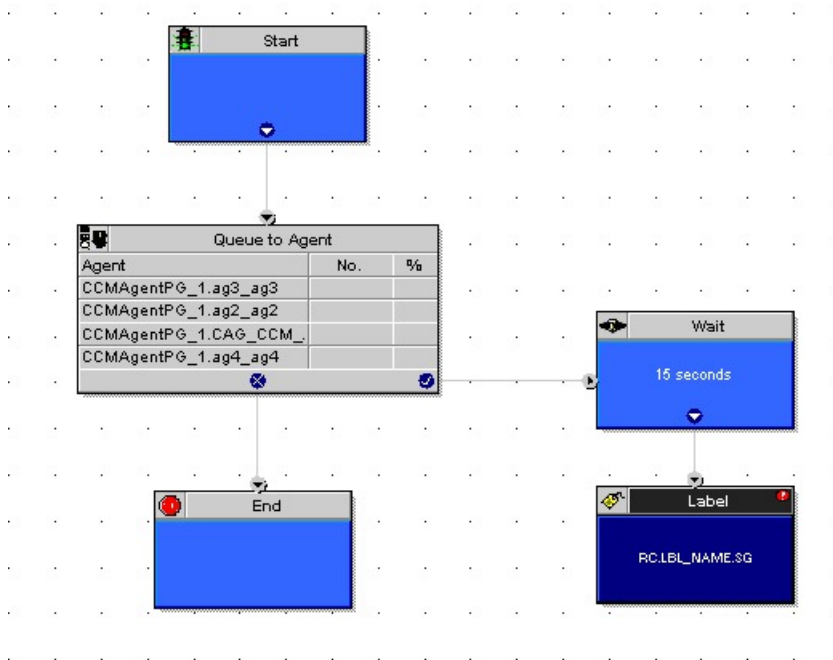 Start
Queue to Agent
Agent No. %
CCMAgentPG_1.ag3_ag3
CCMAgentPG_1.ag2_ag2
CCMAgentPG_1.CAG_CCM_.
CCMAgentPG_1.ag4_ag4
Wait
15 seconds
End
Label
RC.LBL_NAME.SG